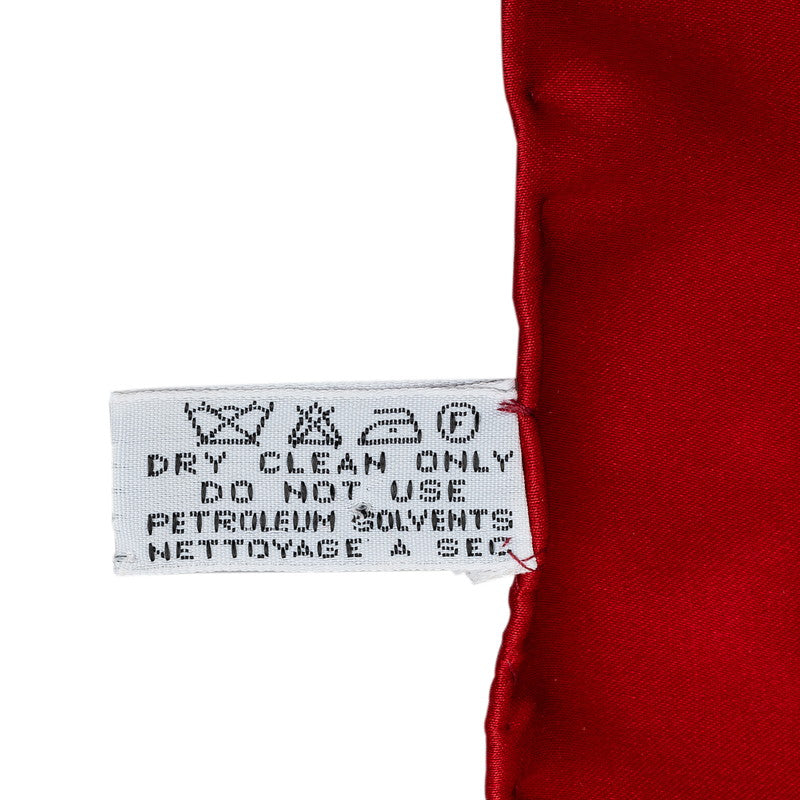 F
DRY CLEAN ONLY
DO NOT USE
PETROLEUM SOLVENTS
NETTOYAGE A SEC